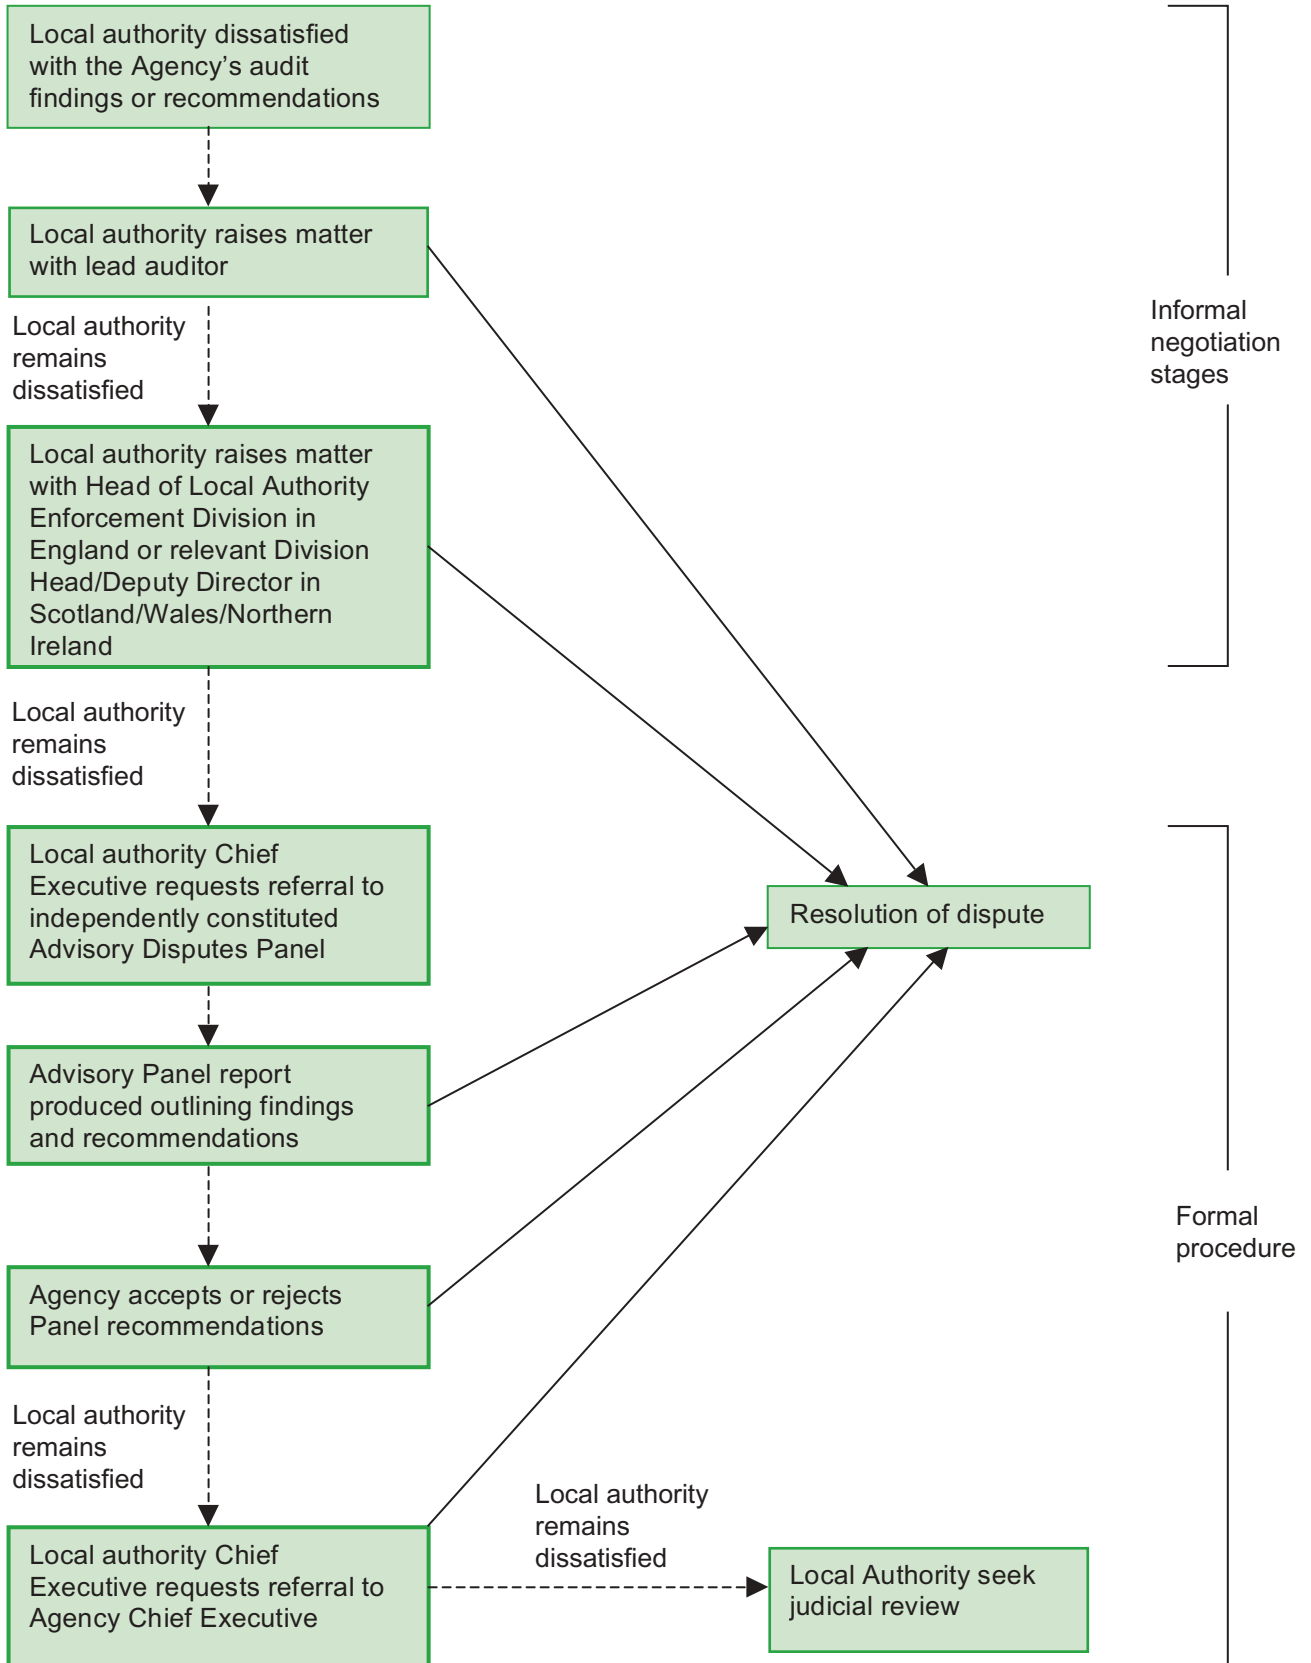 Local authority dissatisfied
with the Agency’s audit
findings or recommendations
Local authority raises matter
with lead auditor
Local authority
remains
dissatisfied
Informal
negotiation
stages
Local authority raises matter
with Head of Local Authority
Enforcement Division in
England or relevant Division
Head/Deputy Director in
Scotland/Wales/Northern
Ireland
Local authority
remains
dissatisfied
Local authority Chief
Executive requests referral to
independently constituted
Advisory Disputes Panel
Resolution of dispute
Advisory Panel report
produced outlining findings
and recommendations
Formal
procedure
Agency accepts or rejects
Panel recommendations
Local authority
remains
dissatisfied
Local authority Chief
Executive requests referral to
Agency Chief Executive
Local authority
remains
dissatisfied
Local Authority seek
judicial review